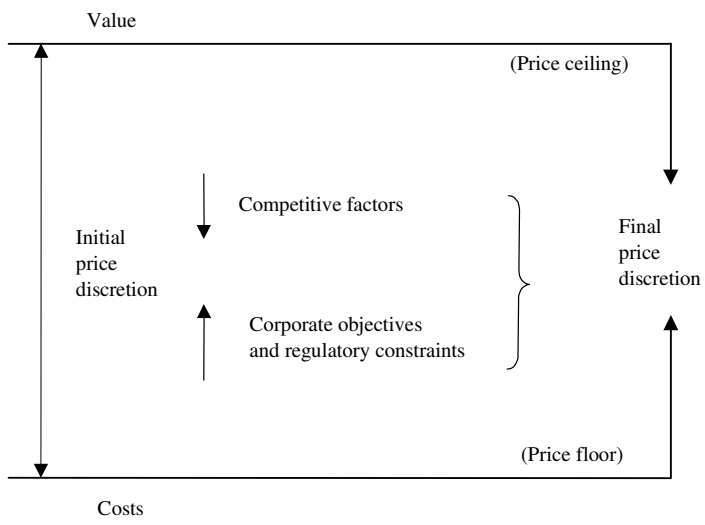 Value
(Price ceiling)
Competitive factors
Initial
price
discretion
Final
price
discretion
Corporate objectives
and regulatory constraints
(Price floor)
Costs